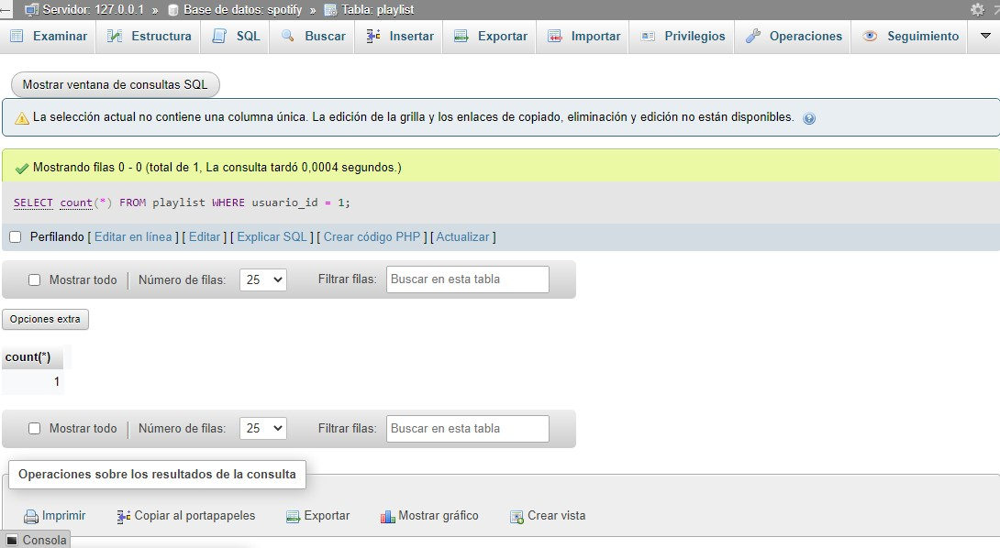 Servidor: 127.0.0.1 » Base de datos: spotify » Tabla: playlist
Examinar Estructura SQL Buscar Insertar Exportar Importar Privilegios Operaciones Seguimiento
Mostrar ventana de consultas SQL
La selección actual no contiene una columna única. La edición de la grilla y los enlaces de copiado, eliminación y edición no están disponibles.
Mostrando filas 0 - 0 (total de 1, La consulta tardó 0,0004 segundos.)
SELECT count(*) FROM playlist WHERE usuario_id = 1;
Perfilando [ Editar en línea ] [ Editar ] [ Explicar SQL ] [ Crear código PHP ] [ Actualizar ]
Mostrar todo | Número de filas: 25 Filtrar filas: Buscar en esta tabla
Opciones extra
count(*)
1
Mostrar todo | Número de filas: 25 Filtrar filas: Buscar en esta tabla
Operaciones sobre los resultados de la consulta
Imprimir Copiar al portapapeles Exportar Mostrar gráfico Crear vista
Consola